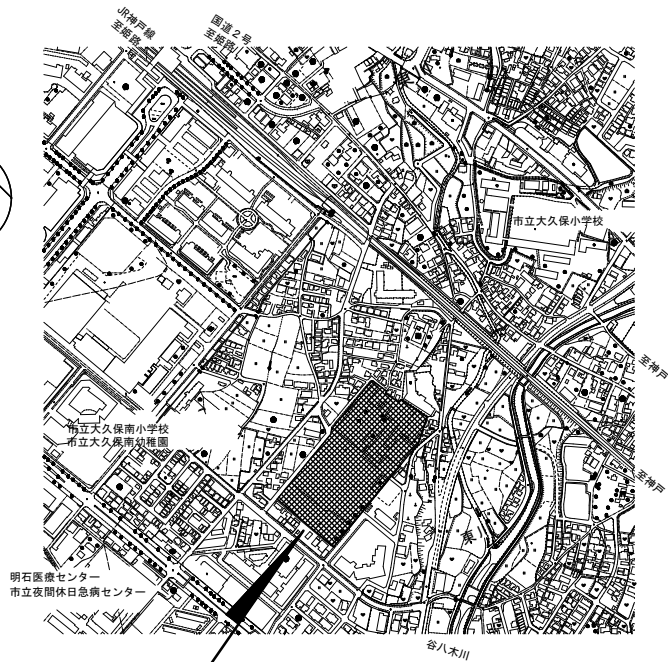 JR神戸線
至姫路
国道2号
至姫路
市立大久保小学校
至神戸
至神戸
市立大久保南小学校
市立大久保南幼稚園
明石医療センター
市立夜間休日急病センター
谷八木川